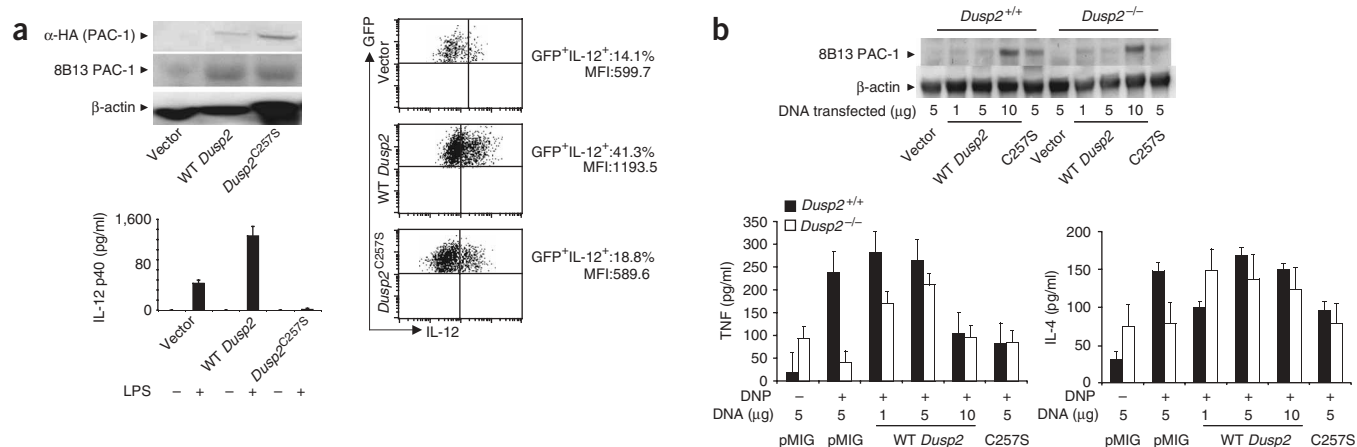 a
α-HA (PAC-1)
8B13 PAC-1
β-actin
Vector
WT Dusp2
Dusp2C257S
IL-12 p40 (pg/ml)
1,600
80
0
Vector
WT Dusp2
Dusp2C257S
LPS – + – + – +
GFP
Vector
GFP+IL-12+:14.1%
MFI:599.7
WT Dusp2
GFP+IL-12+:41.3%
MFI:1193.5
Dusp2C257S
GFP+IL-12+:18.8%
MFI:589.6
IL-12
b
Dusp2+/+ Dusp2–/–
8B13 PAC-1
β-actin
DNA transfected (μg) 5 1 5 10 5 5 1 5 10 5
Vector
WT Dusp2
C257S
Vector
WT Dusp2
C257S
Dusp2+/+
Dusp2–/–
TNF (pg/ml)
350
300
250
200
150
100
50
0
DNP – + + + + +
DNA (μg) 5 5 1 5 10 5
pMIG pMIG WT Dusp2 C257S
IL-4 (pg/ml)
200
150
100
50
0
DNP – + + + + +
DNA (μg) 5 5 1 5 10 5
pMIG pMIG WT Dusp2 C257S